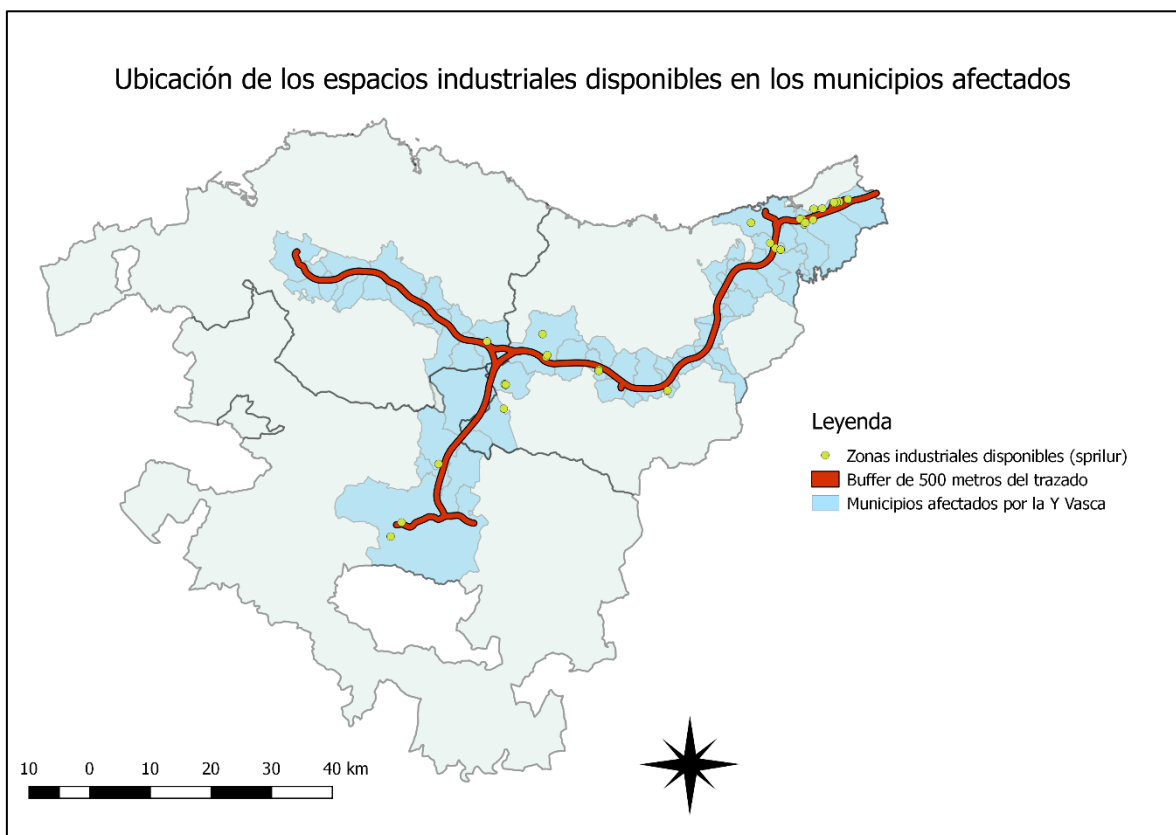 Ubicación de los espacios industriales disponibles en los municipios afectados
Leyenda
Zonas industriales disponibles (sprilur)
Buffer de 500 metros del trazado
Municipios afectados por la Y Vasca
10 0 10 20 30 40 km